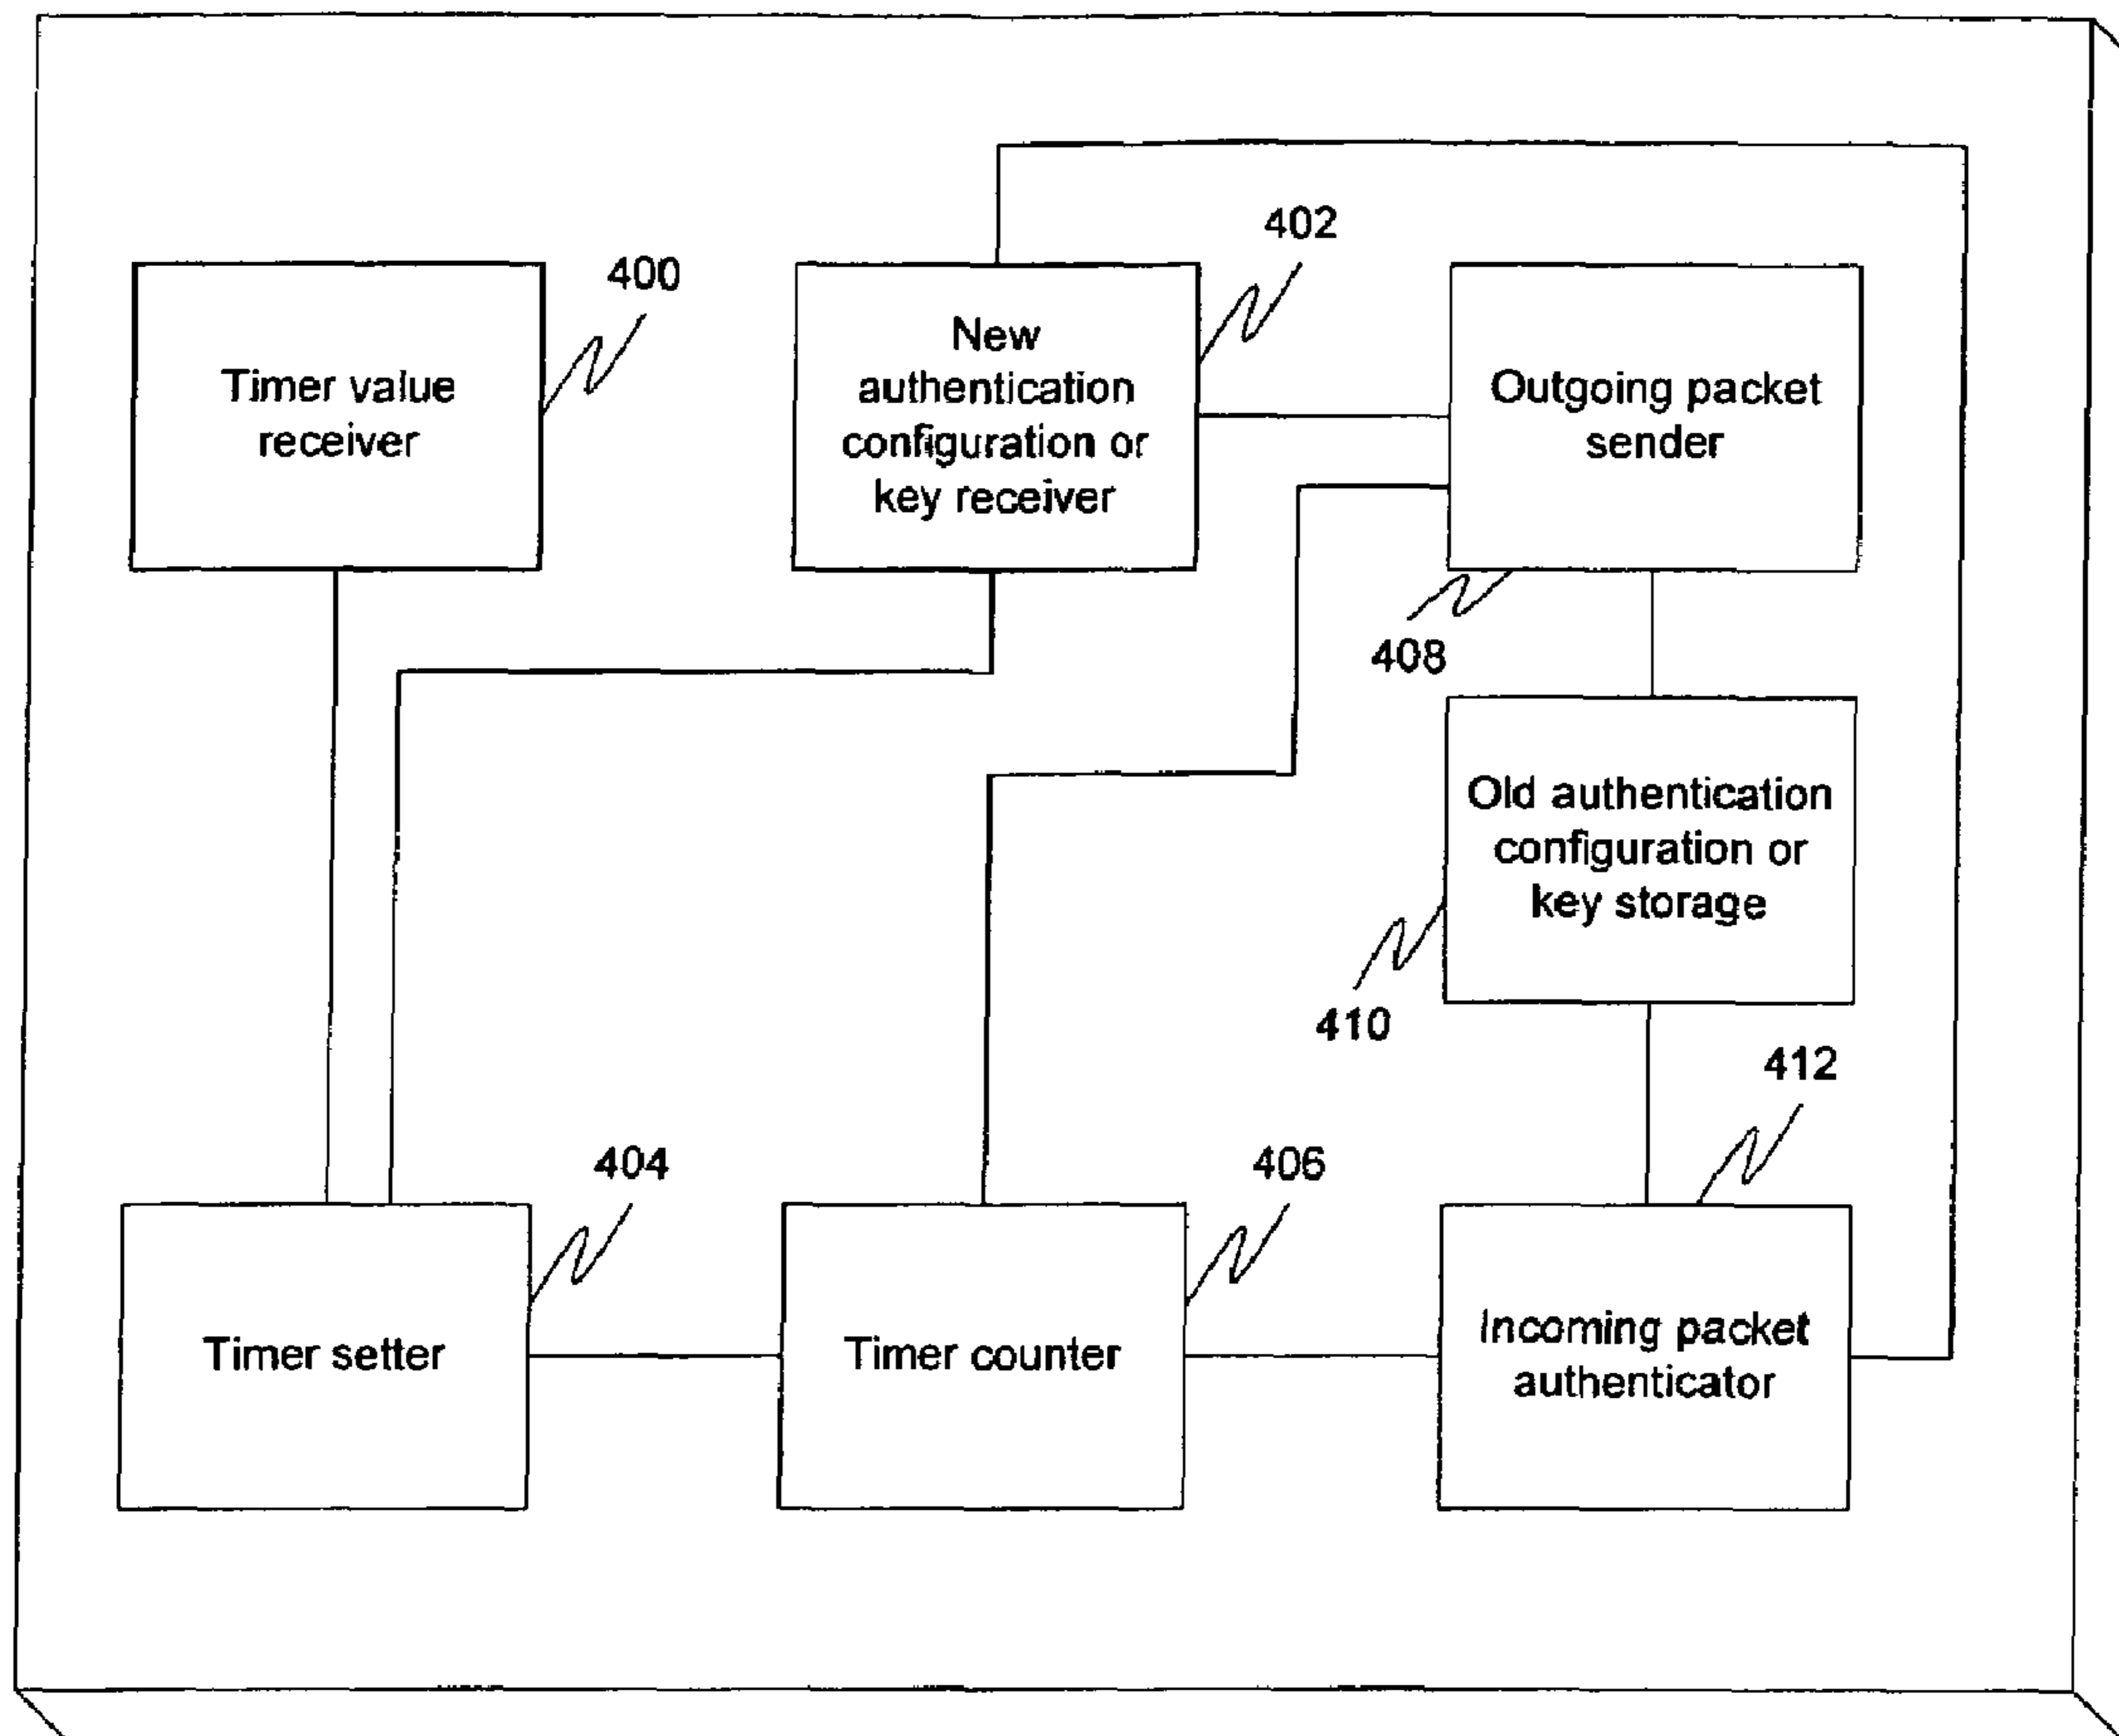 402
400
New
authentication
configuration or
key receiver
Timer value
receiver
Outgoing packet
sender
408
Old authentication
configuration or
key storage
410
412
404
406
Timer setter
Timer counter
Incoming packet
authenticator